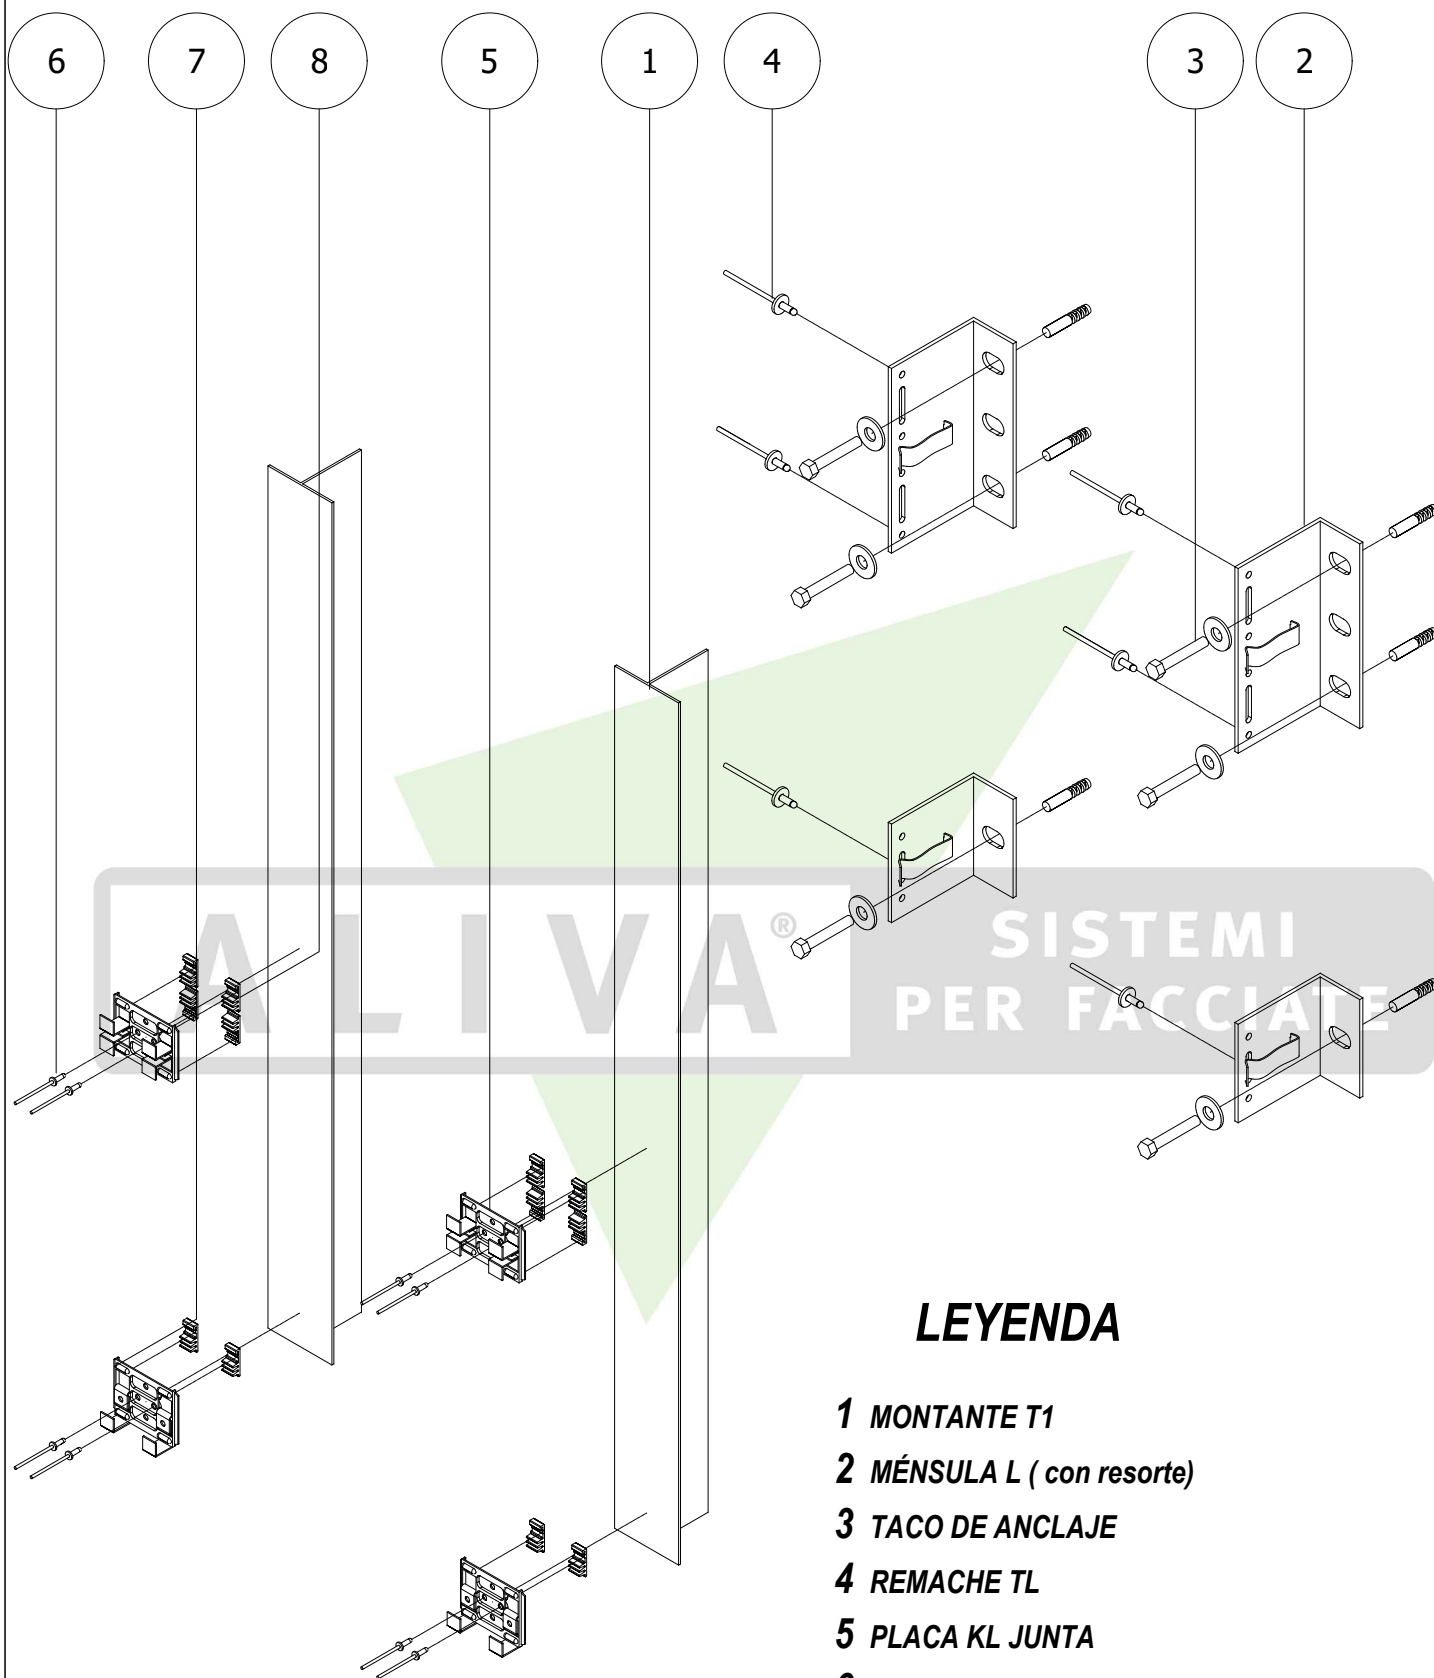 6 7 8 5 1 4 3 2
ALIVA®
SISTEMI
PER FACCIATE
LEYENDA
1 MONTANTE T1
2 MÉNSULA L ( con resorte)
3 TACO DE ANCLAJE
4 REMACHE TL
5 PLACA KL JUNTA